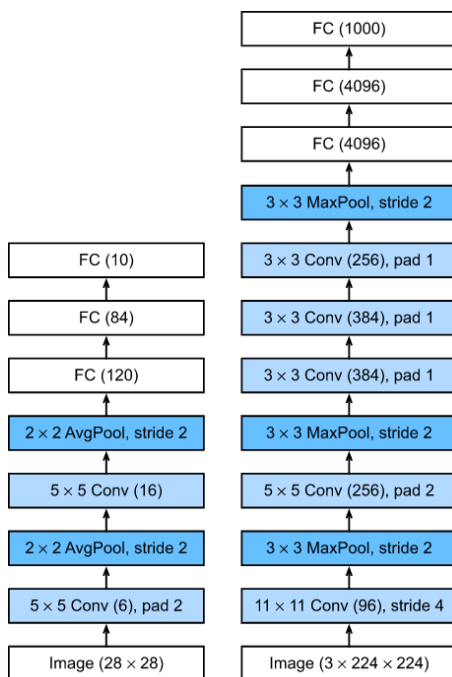 FC (10)
FC (84)
FC (120)
2 × 2 AvgPool, stride 2
5 × 5 Conv (16)
2 × 2 AvgPool, stride 2
5 × 5 Conv (6), pad 2
Image (28 × 28)
FC (1000)
FC (4096)
FC (4096)
3 × 3 MaxPool, stride 2
3 × 3 Conv (256), pad 1
3 × 3 Conv (384), pad 1
3 × 3 Conv (384), pad 1
3 × 3 MaxPool, stride 2
5 × 5 Conv (256), pad 2
3 × 3 MaxPool, stride 2
11 × 11 Conv (96), stride 4
Image (3 × 224 × 224)